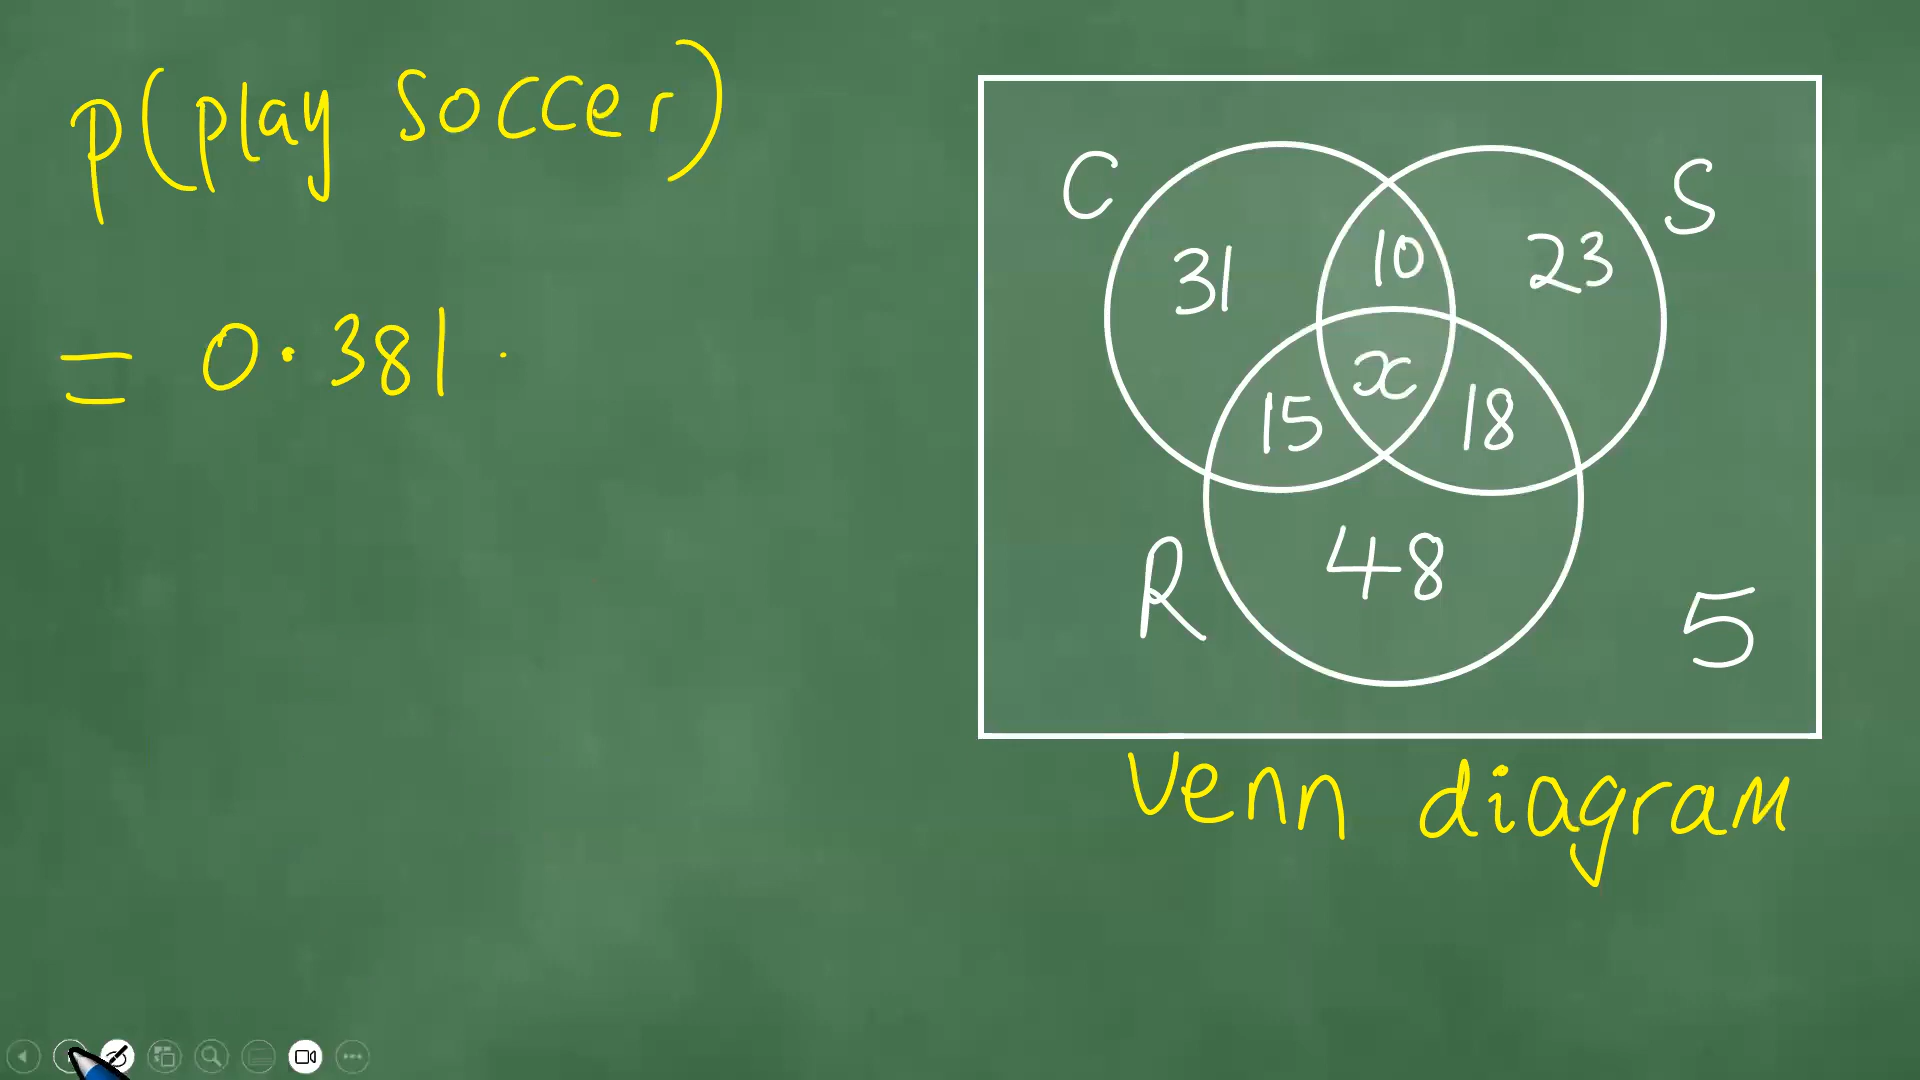 P(play soccer)
= 0.381
C
S
31
10
23
x
15
18
R
48
5
Venn diagram